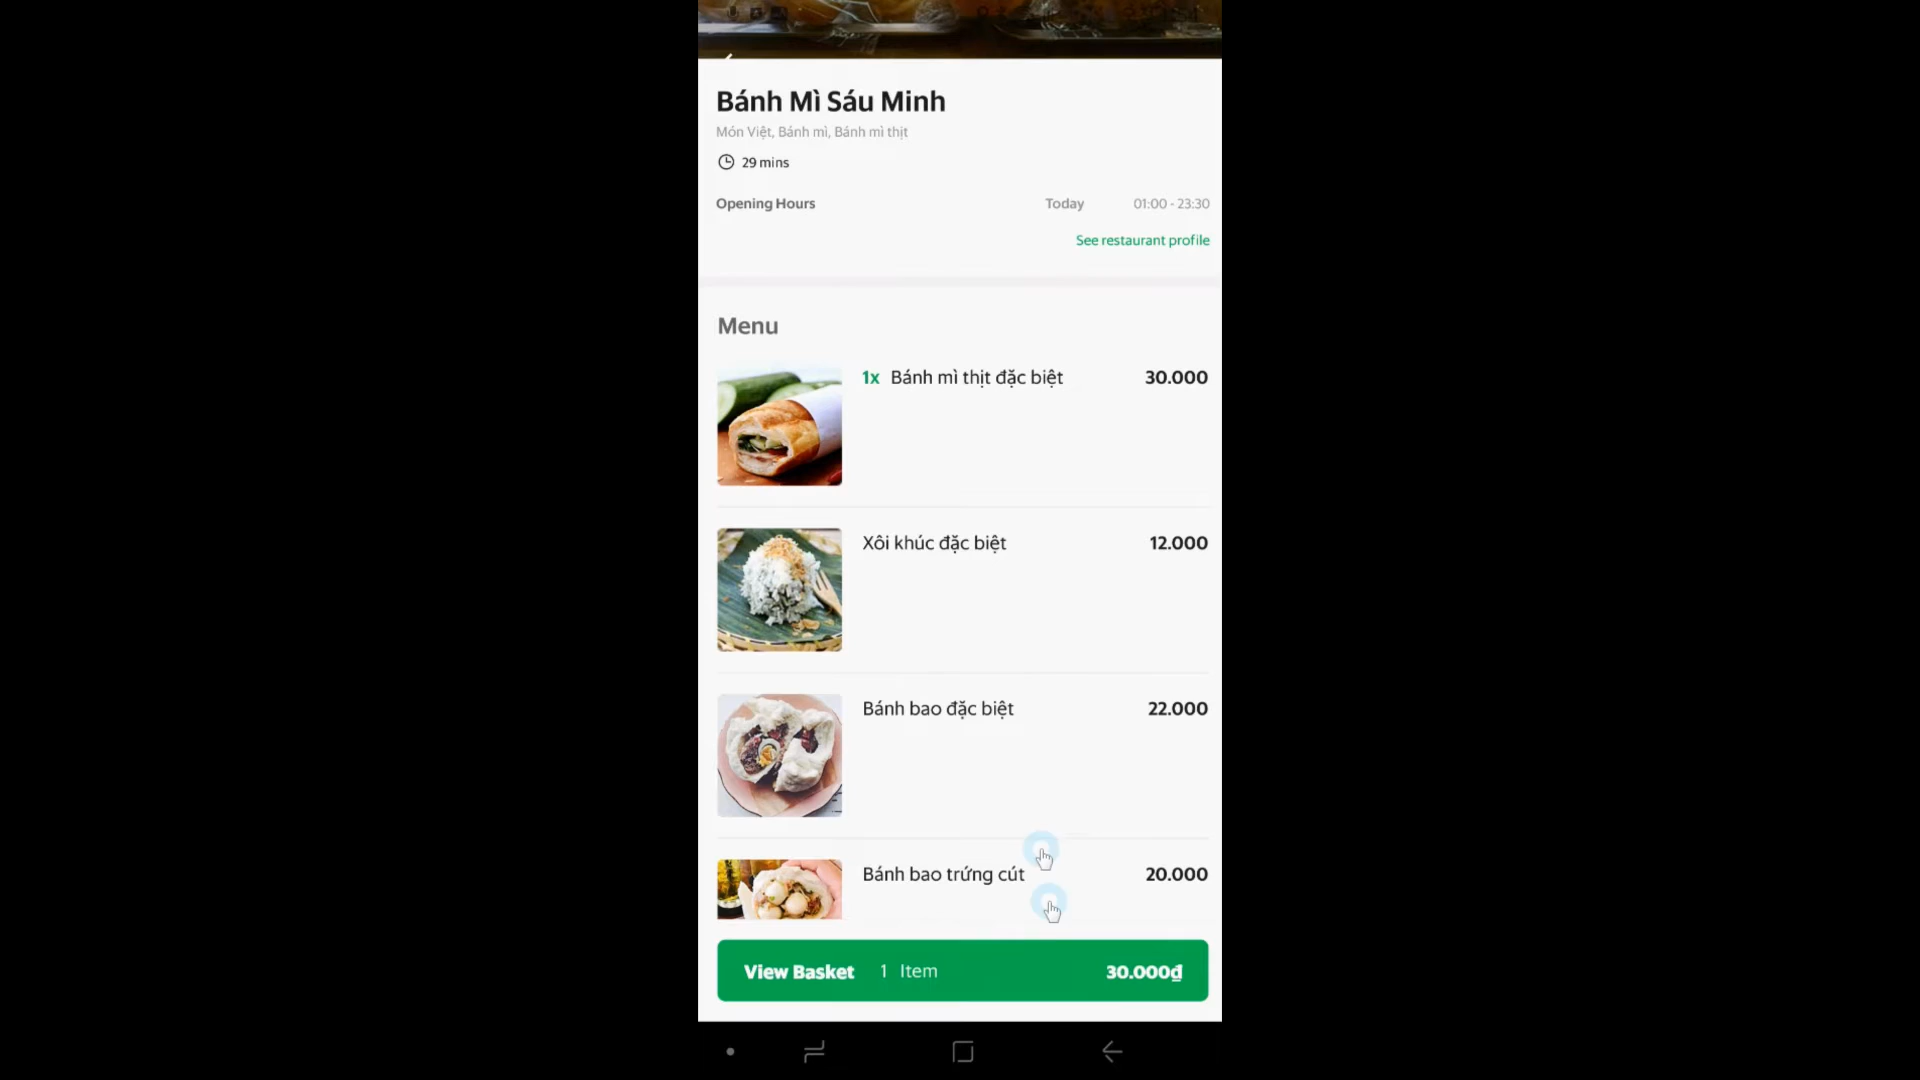 Bánh Mì Sáu Minh
Món Việt, Bánh mì, Bánh mì thịt
29 mins
Opening Hours Today 01:00 - 23:30
See restaurant profile
Menu
1x Bánh mì thịt đặc biệt 30.000
Xôi khúc đặc biệt 12.000
Bánh bao đặc biệt 22.000
Bánh bao trứng cút 20.000
View Basket 1 Item 30.000₫